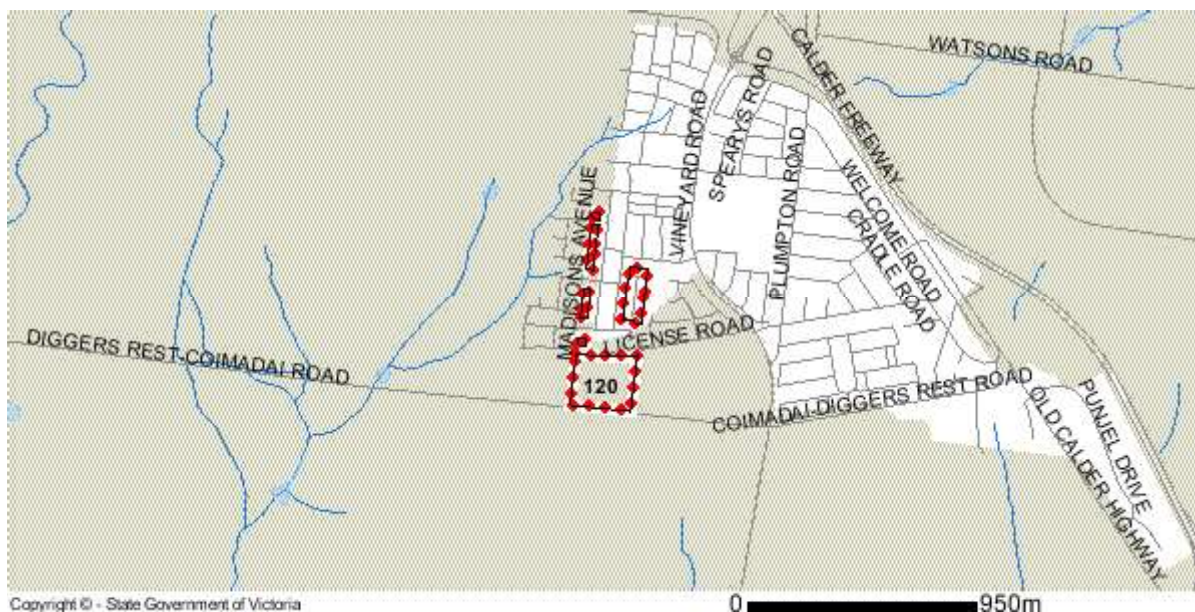 WATSONS ROAD
CALDER FREEWAY
SPEARYS ROAD
VINEYARD ROAD
PLUMPTON ROAD
WELCOME ROAD
CRADLE ROAD
MADISONS AVENUE
LICENSE ROAD
DIGGERS REST-COIMADAI ROAD
120
COIMADAI-DIGGERS REST ROAD
OLD CALDER HIGHWAY
PUNJEL DRIVE
Copyright © - State Government of Victoria
0 950m